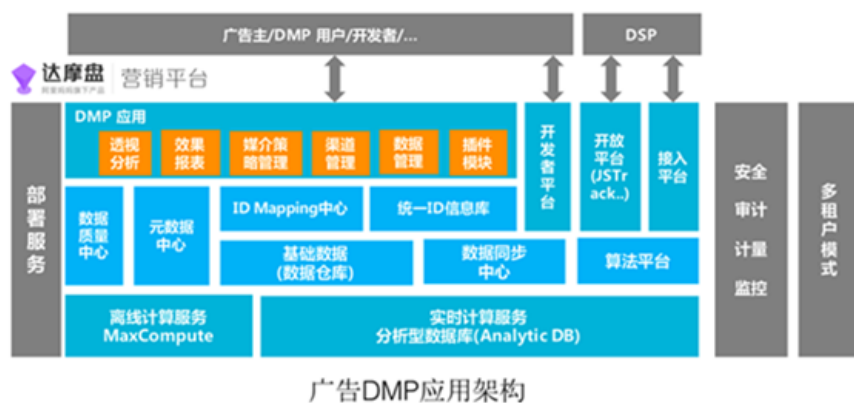 广告主/DMP 用户/开发者/...
DSP
达摩盘
阿里妈妈旗下产品
营销平台
部署服务
DMP 应用
透视
分析
效果
报表
媒介策
略管理
渠道
管理
数据
管理
插件
模块
开发者平台
开放
平台
(JSTr
ack..)
接入
平台
数据
质量
中心
元数据
中心
ID Mapping中心
统一ID信息库
基础数据
(数据仓库)
数据同步
中心
算法平台
离线计算服务
MaxCompute
实时计算服务
分析型数据库(Analytic DB)
安全
审计
计量
监控
多租户模式
广告DMP应用架构